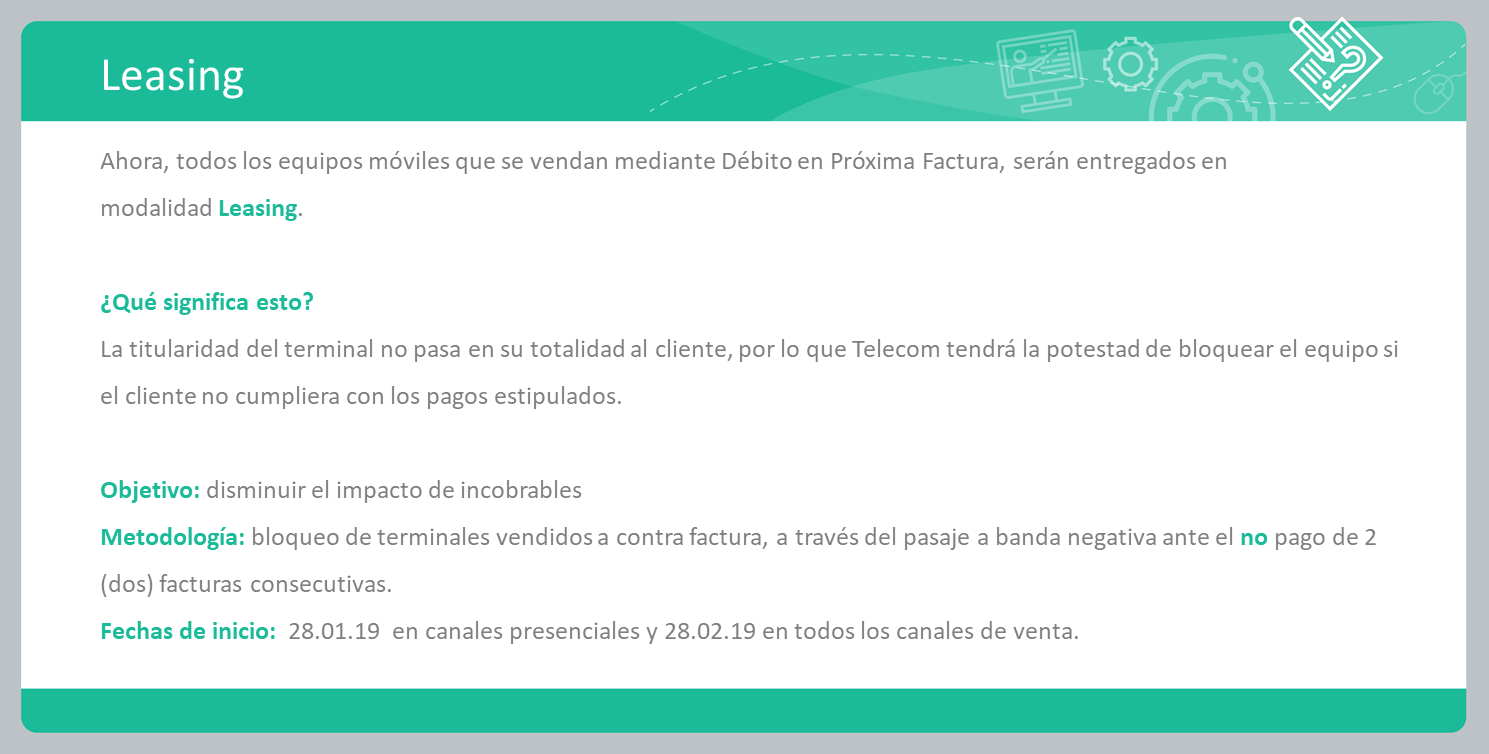 Leasing
Ahora, todos los equipos móviles que se vendan mediante Débito en Próxima Factura, serán entregados en
modalidad Leasing.
¿Qué significa esto?
La titularidad del terminal no pasa en su totalidad al cliente, por lo que Telecom tendrá la potestad de bloquear el equipo si
el cliente no cumpliera con los pagos estipulados.
Objetivo: disminuir el impacto de incobrables
Metodología: bloqueo de terminales vendidos a contra factura, a través del pasaje a banda negativa ante el no pago de 2
(dos) facturas consecutivas.
Fechas de inicio: 28.01.19 en canales presenciales y 28.02.19 en todos los canales de venta.